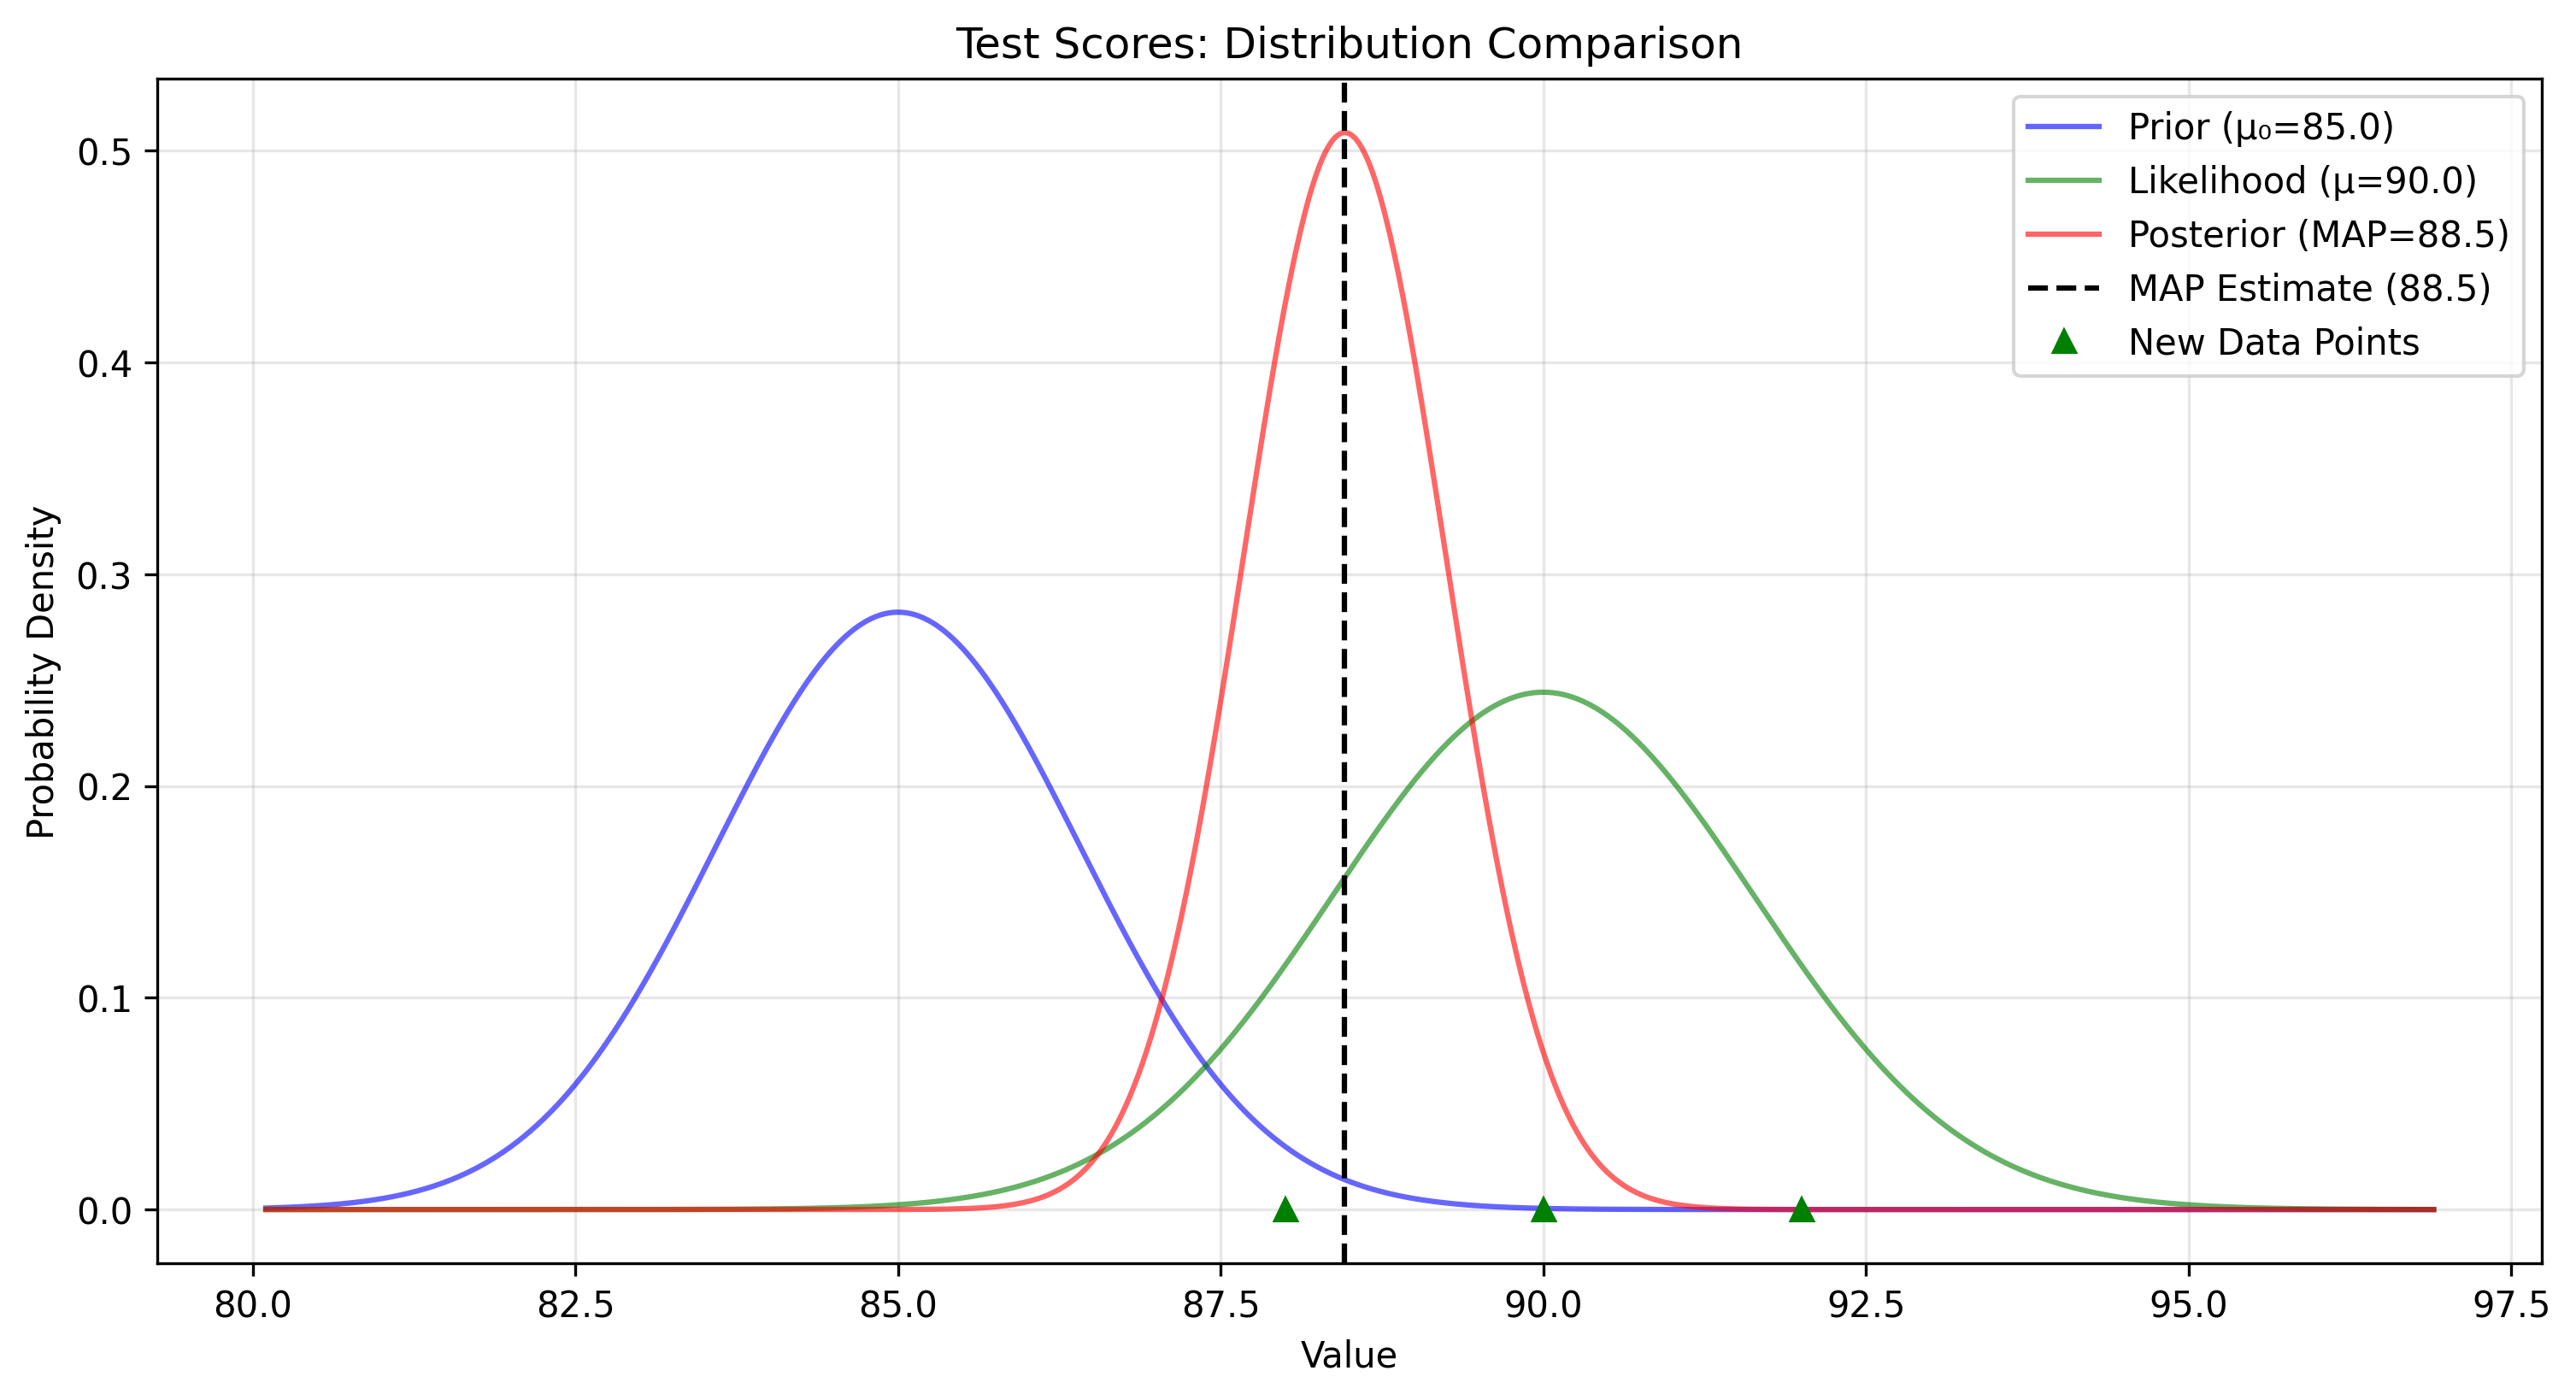 Test Scores: Distribution Comparison
Prior (μ₀=85.0)
Likelihood (μ=90.0)
Posterior (MAP=88.5)
MAP Estimate (88.5)
New Data Points
Probability Density
0.5
0.4
0.3
0.2
0.1
0.0
80.0 82.5 85.0 87.5 90.0 92.5 95.0 97.5
Value